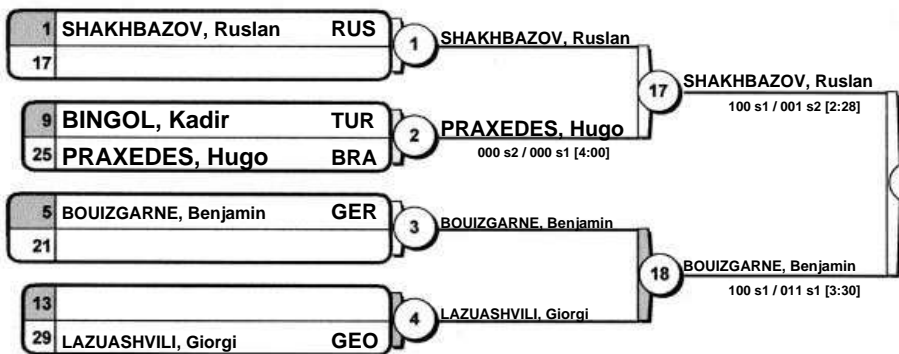 1 SHAKHBAZOV, Ruslan RUS
17
1
SHAKHBAZOV, Ruslan
9 BINGOL, Kadir TUR
25 PRAXEDES, Hugo BRA
2
PRAXEDES, Hugo
000 s2 / 000 s1 [4:00]
17
SHAKHBAZOV, Ruslan
100 s1 / 001 s2 [2:28]
5 BOUIZGARNE, Benjamin GER
21
3
BOUIZGARNE, Benjamin
13
29 LAZUASHVILI, Giorgi GEO
4
LAZUASHVILI, Giorgi
18
BOUIZGARNE, Benjamin
100 s1 / 011 s1 [3:30]